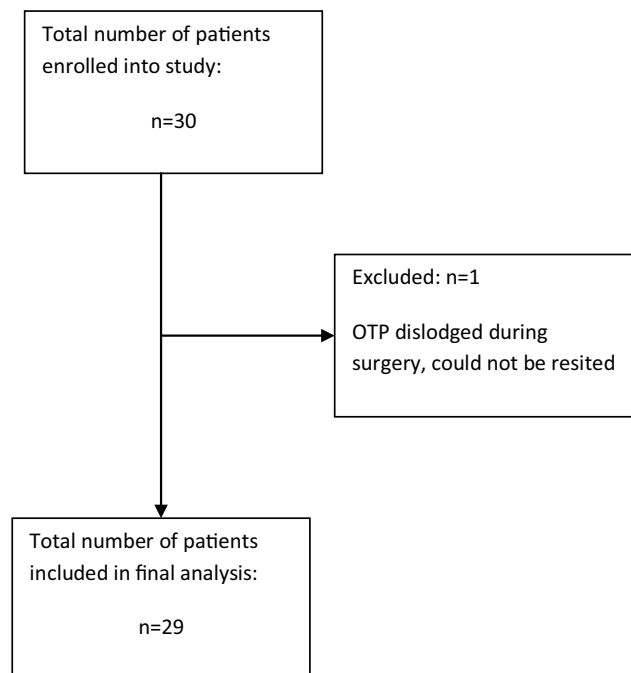 Total number of patients
enrolled into study:
n=30
Excluded: n=1
OTP dislodged during
surgery, could not be resited
Total number of patients
included in final analysis:
n=29